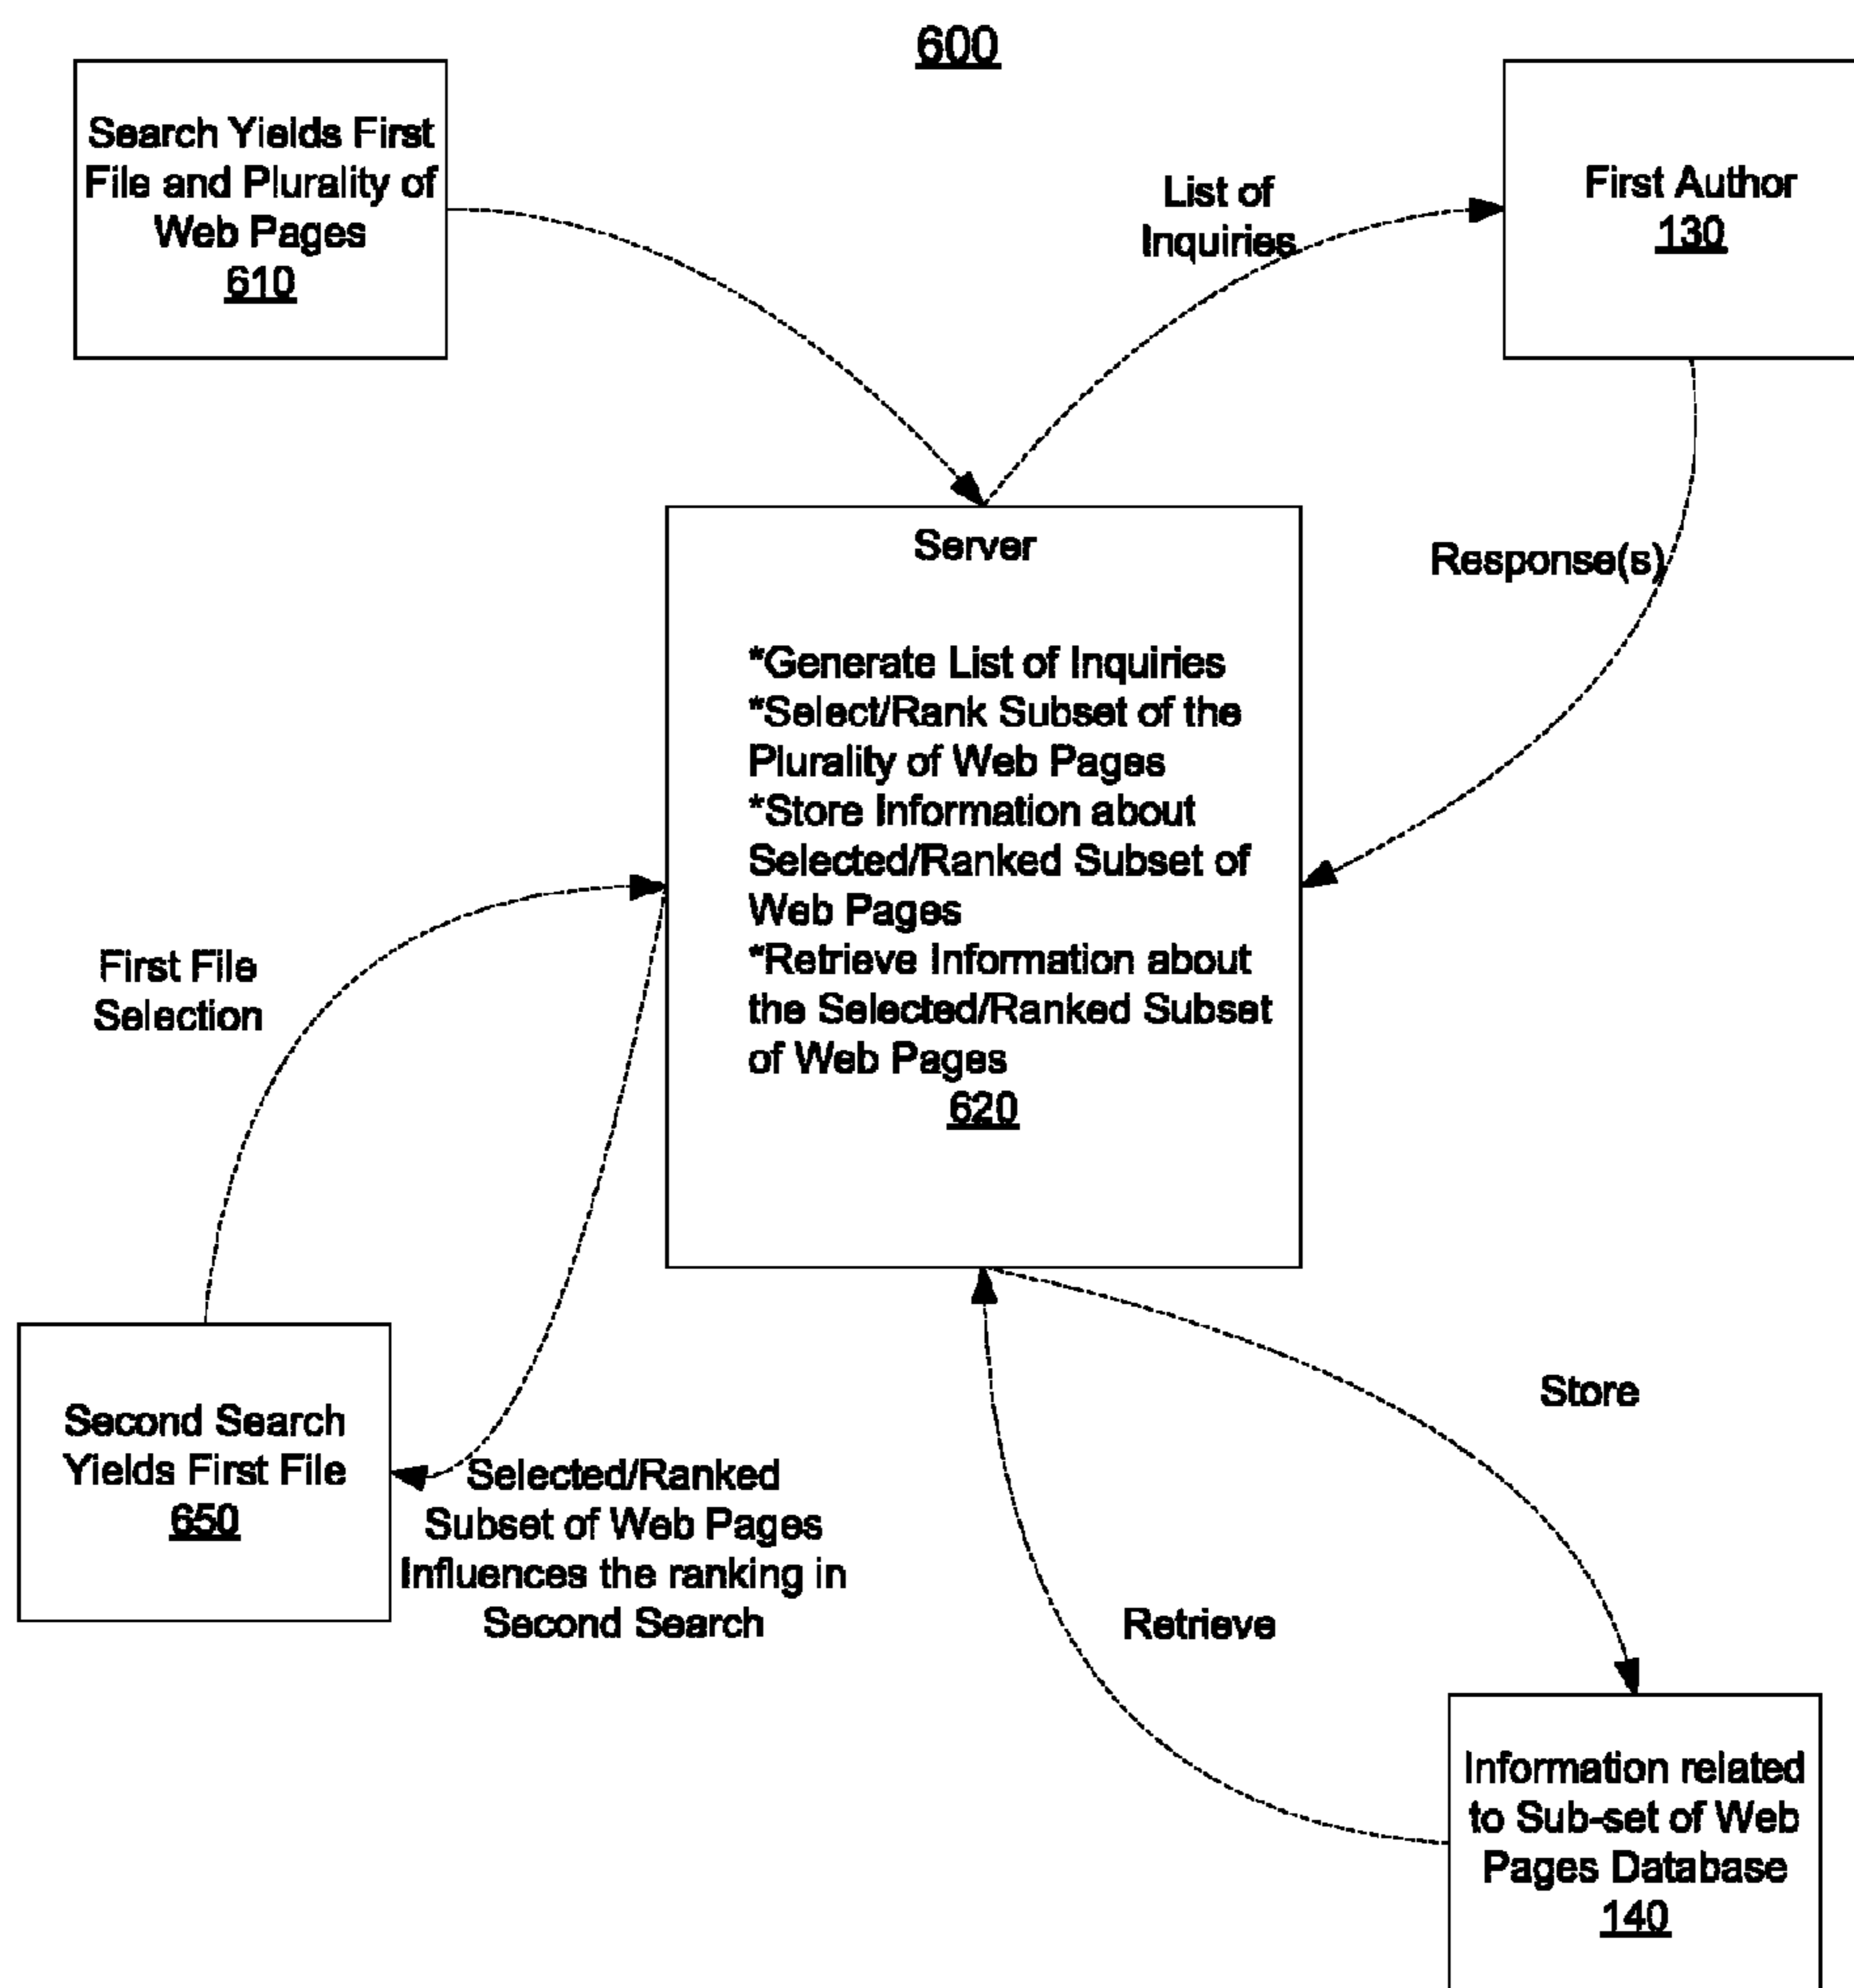 600
Search Yields First
File and Plurality of
Web Pages
610
List of
Inquiries
First Author
130
Response(s)
Server
*Generate List of Inquiries
*Select/Rank Subset of the
Plurality of Web Pages
*Store Information about
Selected/Ranked Subset of
Web Pages
*Retrieve Information about
the Selected/Ranked Subset
of Web Pages
620
First File
Selection
Second Search
Yields First File
650
Selected/Ranked
Subset of Web Pages
Influences the ranking in
Second Search
Store
Retrieve
Information related
to Sub-set of Web
Pages Database
140